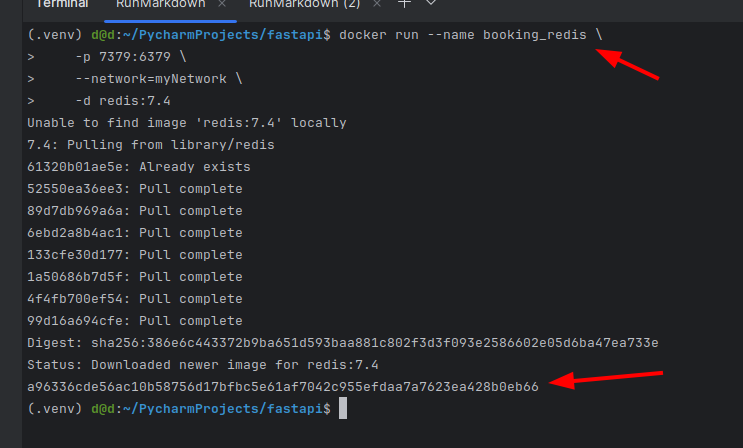 Terminal RunMarkdown × RunMarkdown (2) ×
(.venv) d@d:~/PycharmProjects/fastapi$ docker run --name booking_redis \
>     -p 7379:6379 \
>     --network=myNetwork \
>     -d redis:7.4
Unable to find image 'redis:7.4' locally
7.4: Pulling from library/redis
61320b01ae5e: Already exists
52550ea36ee3: Pull complete
89d7db969a6a: Pull complete
6ebd2a8b4ac1: Pull complete
133cfe30d177: Pull complete
1a50686b7d5f: Pull complete
4f4fb700ef54: Pull complete
99d16a694cfe: Pull complete
Digest: sha256:386e6c443372b9ba651d593baa881c802f3d3f093e2586602e05d6ba47ea733e
Status: Downloaded newer image for redis:7.4
a96336cde56ac10b58756d17bfbc5e61af7042c955efdaa7a7623ea428b0eb66
(.venv) d@d:~/PycharmProjects/fastapi$